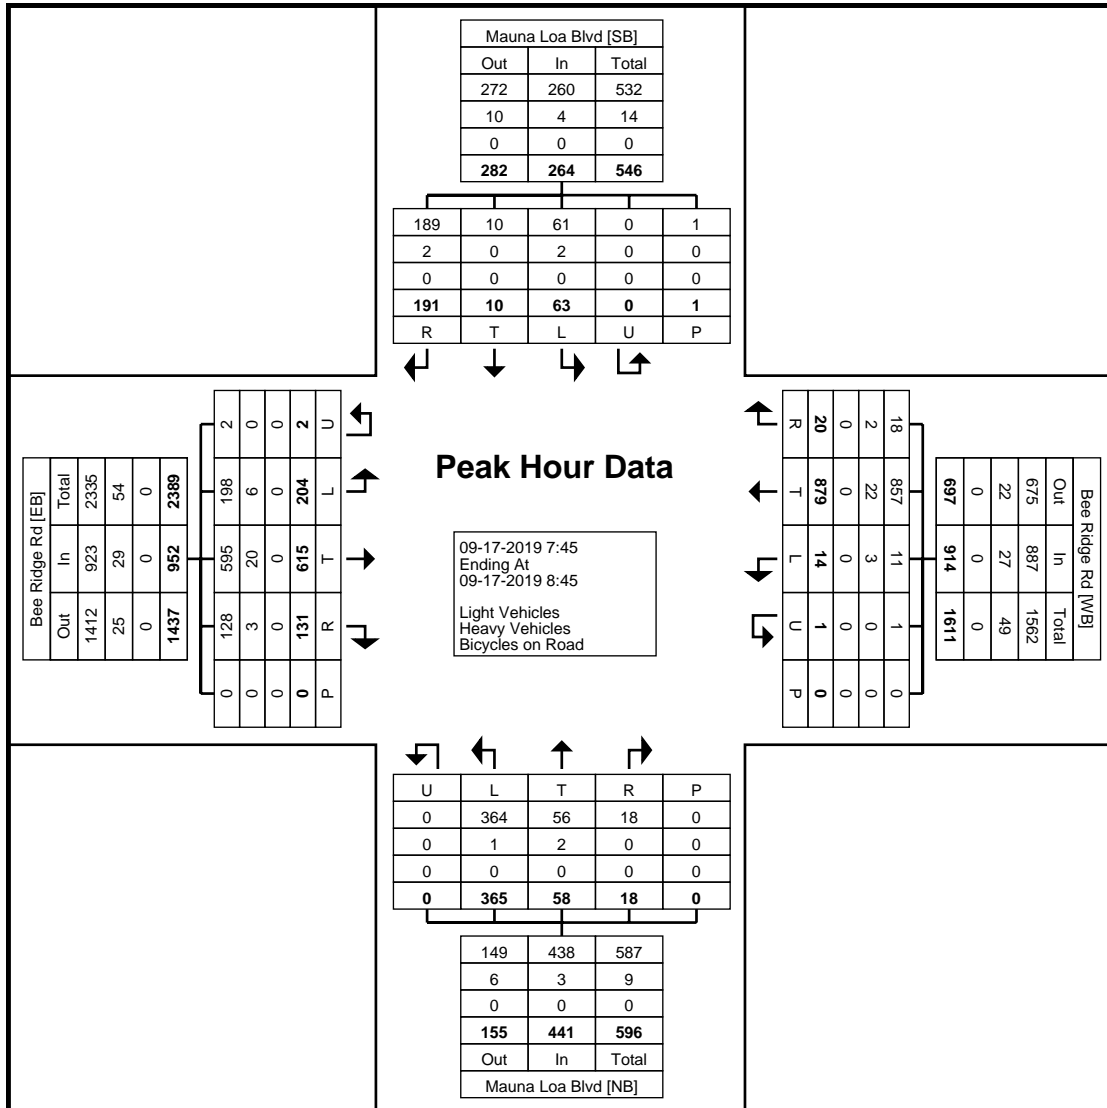 Mauna Loa Blvd [SB]
Out In Total
272 260 532
10 4 14
0 0 0
282 264 546
189 10 61 0 1
2 0 2 0 0
0 0 0 0 0
191 10 63 0 1
R T L U P
Bee Ridge Rd [EB]
Out In Total
1412 923 2335
25 29 54
0 0 0
1437 952 2389
0 128 595 198 2
0 3 20 6 0
0 0 0 0 0
0 131 615 204 2
P R T L U
Peak Hour Data
09-17-2019 7:45
Ending At
09-17-2019 8:45
Light Vehicles
Heavy Vehicles
Bicycles on Road
Bee Ridge Rd [WB]
Out In Total
675 887 1562
22 27 49
0 0 0
697 914 1611
18 857 11 1 0
2 22 3 0 0
0 0 0 0 0
20 879 14 1 0
R T L U P
U L T R P
0 364 56 18 0
0 1 2 0 0
0 0 0 0 0
0 365 58 18 0
149 438 587
6 3 9
0 0 0
155 441 596
Out In Total
Mauna Loa Blvd [NB]